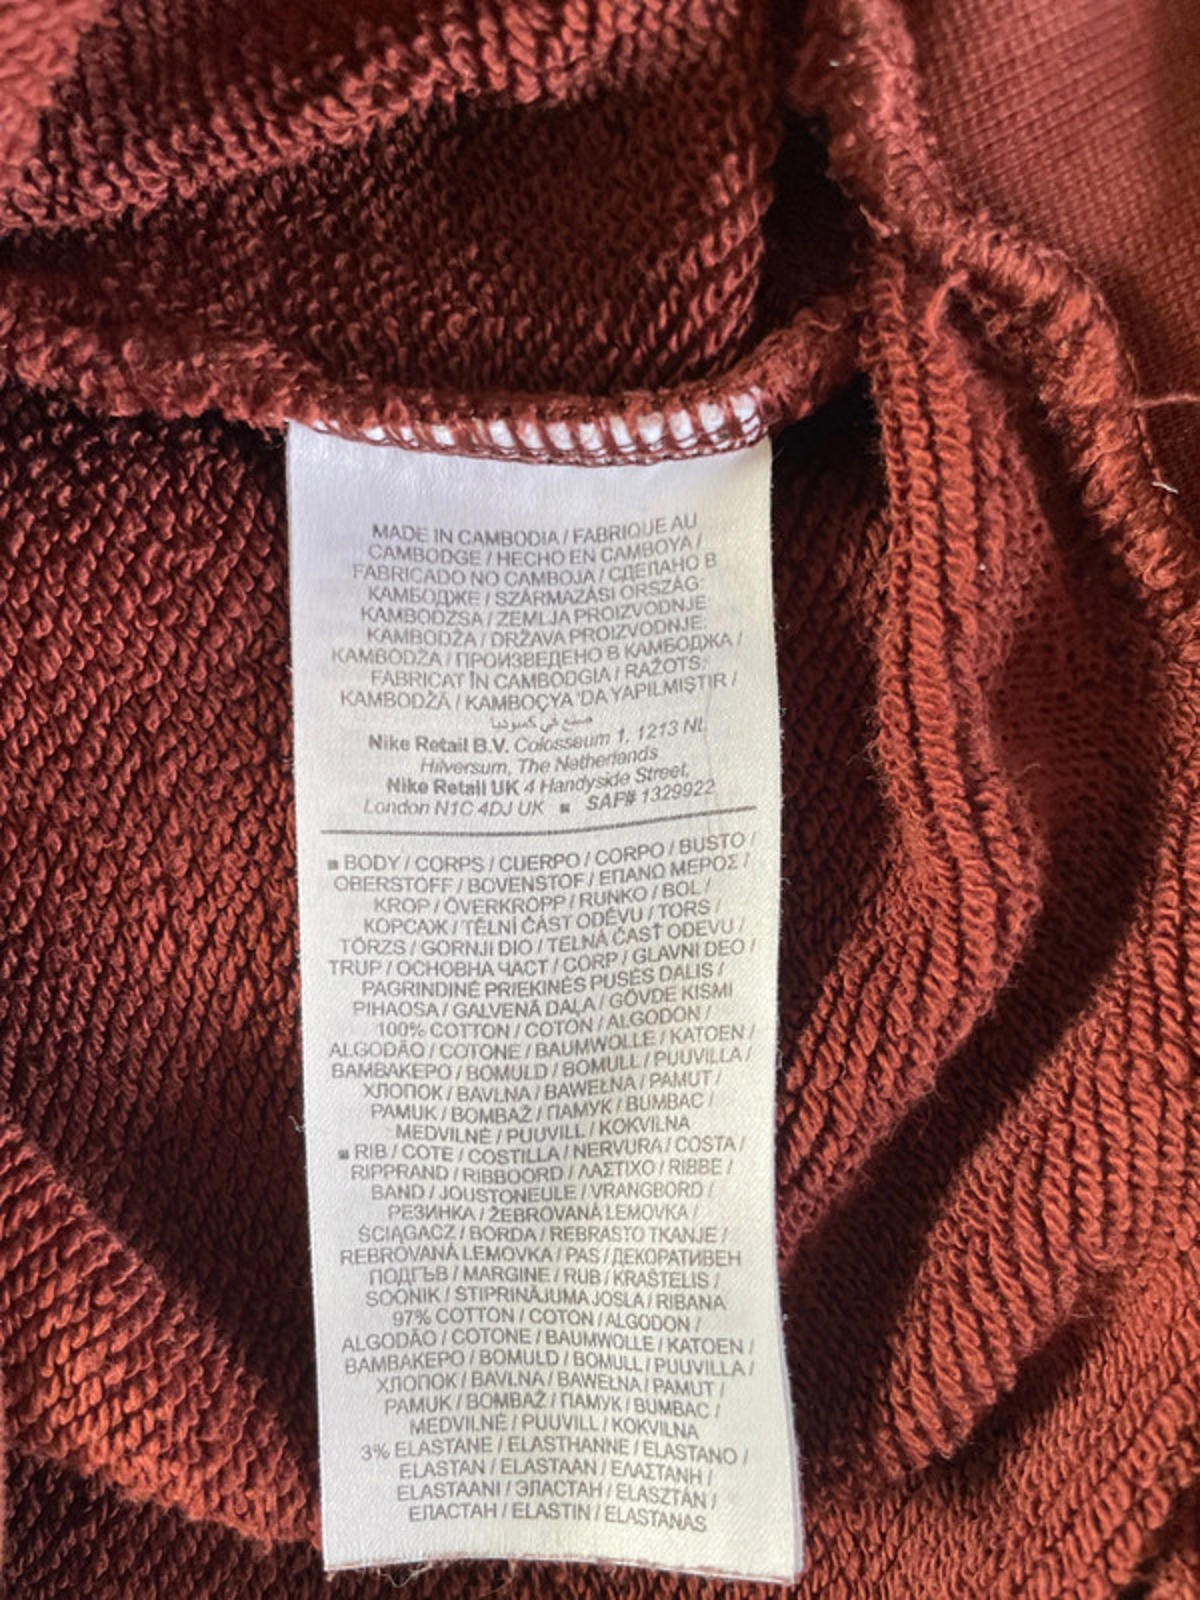 MADE IN CAMBODIA / FABRIQUE AU
CAMBODGE / HECHO EN CAMBOYA /
FABRICADO NO CAMBOJA / СДЕЛАНО В
КАМБОДЖЕ / SZÁRMAZÁSI ORSZÁG:
KAMBODZSA / ZEMLJA PROIZVODNJE
KAMBODŽA / DRŽAVA PROIZVODNJE:
KAMBODŽA / ПРОИЗВЕДЕНО В КАМБОДЖА /
FABRICAT ÎN CAMBODGIA / RAŽOTS:
KAMBODŽĀ / KAMBOÇYA 'DA YAPILMIŞTIR /
صنع في كمبوديا
Nike Retail B.V. Colosseum 1, 1213 NL
Hilversum, The Netherlands
Nike Retail UK 4 Handyside Street,
London N1C 4DJ UK ■ SAF# 1329922
■ BODY / CORPS / CUERPO / CORPO / BUSTO /
OBERSTOFF / BOVENSTOF / ΕΠΑΝΩ ΜΕΡΟΣ /
KROP / ÖVERKROPP / RUNKO / BOL /
КОРСАЖ / TĚLNÍ ČÁST ODĚVU / TORS /
TÖRZS / GORNJI DIO / TELNÁ ČASŤ ODEVU /
TRUP / ОСНОВНА ЧАСТ / CORP / GLAVNI DEO /
PAGRINDINĖ PRIEKINĖS PUSĖS DALIS /
PIHAOSA / GALVENĀ DAĻA / GÖVDE KISMI
100% COTTON / COTON / ALGODON /
ALGODÃO / COTONE / BAUMWOLLE / KATOEN /
ΒΑΜΒΑΚΕΡΟ / BOMULD / BOMULL / PUUVILLA /
ХЛОПОК / BAVLNA / BAWEŁNA / PAMUT /
PAMUK / BOMBAŽ / ПАМУК / BUMBAC /
MEDVILNĖ / PUUVILL / KOKVILNA
■ RIB / COTE / COSTILLA / NERVURA / COSTA /
RIPPRAND / RIBBOORD / ΛΑΣΤΙΧΟ / RIBBE /
BAND / JOUSTONEULE / VRANGBORD /
РЕЗИНКА / ŽEBROVANÁ LEMOVKA /
ŚCIĄGACZ / BORDA / REBRASTO TKANJE /
REBROVANÁ LEMOVKA / PAS / ДЕКОРАТИВЕН
ПОДГЪВ / MARGINE / RUB / KRAŠTELIS /
SOONIK / STIPRINĀJUMA JOSLA / RIBANA
97% COTTON / COTON / ALGODON /
ALGODÃO / COTONE / BAUMWOLLE / KATOEN /
ΒΑΜΒΑΚΕΡΟ / BOMULD / BOMULL / PUUVILLA /
ХЛОПОК / BAVLNA / BAWEŁNA / PAMUT /
PAMUK / BOMBAŽ / ПАМУК / BUMBAC /
MEDVILNĖ / PUUVILL / KOKVILNA
3% ELASTANE / ELASTHANNE / ELASTANO /
ELASTAN / ELASTAAN / ΕΛΑΣΤΑΝΗ /
ELASTAANI / ЭЛАСТАН / ELASZTÁN /
ЕЛАСТАН / ELASTIN / ELASTANAS